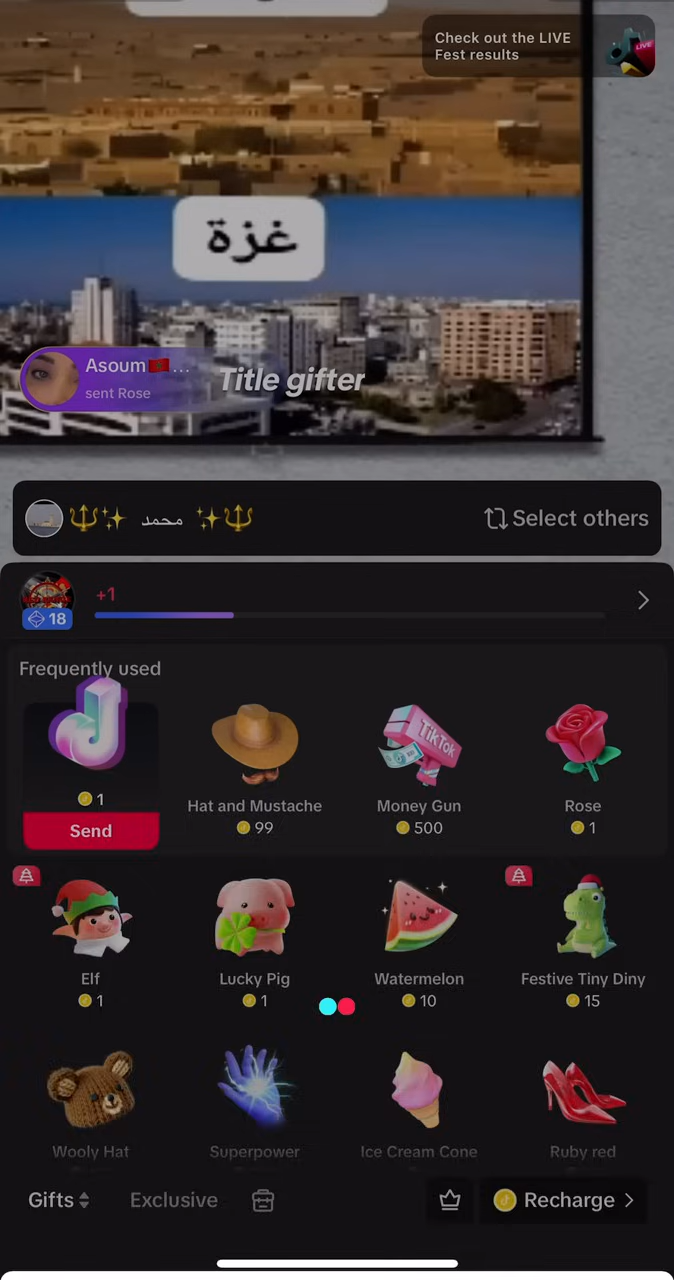 Check out the LIVE
Fest results
LIVE
غزة
Asoum🇲🇦...
sent Rose
Title gifter
🔱✨ محمد ✨🔱
Select others
18
+1
Frequently used
1
Send
Hat and Mustache
99
TikTok
Money Gun
500
Rose
1
Elf
1
Lucky Pig
1
Watermelon
10
Festive Tiny Diny
15
Wooly Hat
Superpower
Ice Cream Cone
Ruby red
Gifts
Exclusive
Recharge